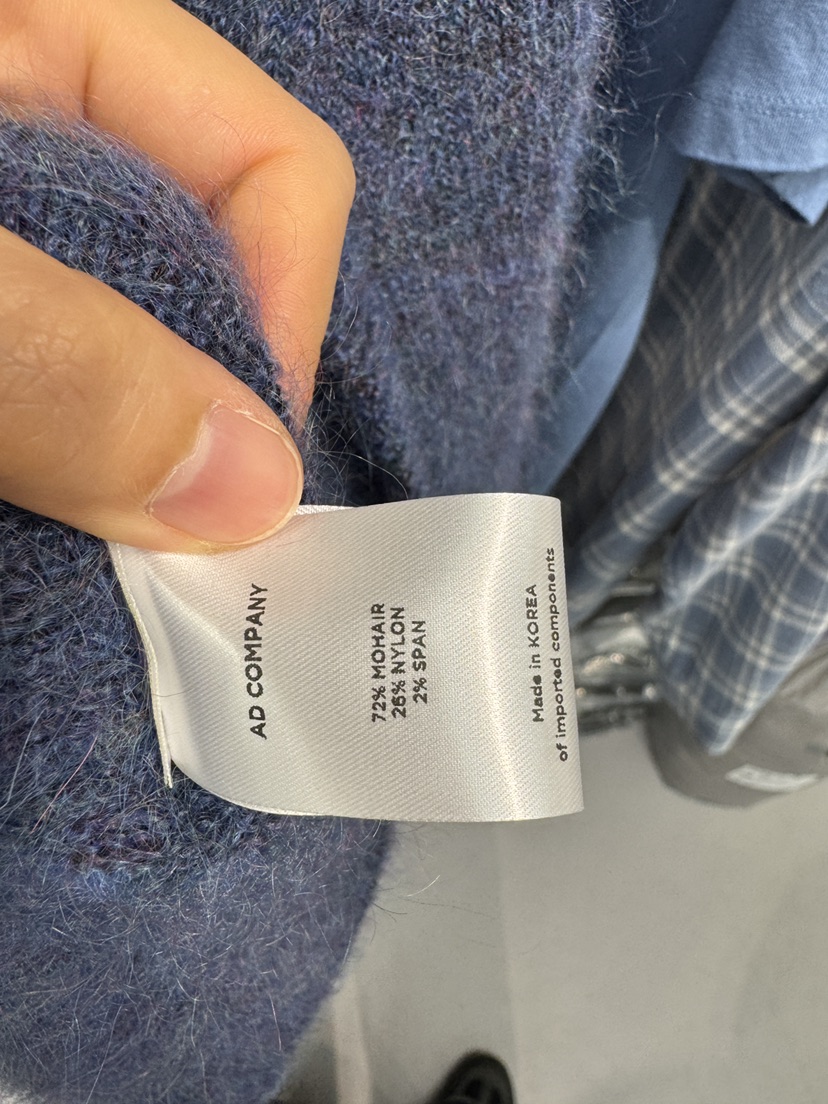 AD COMPANY
72% MOHAIR
26% NYLON
2% SPAN
Made in KOREA
of imported components